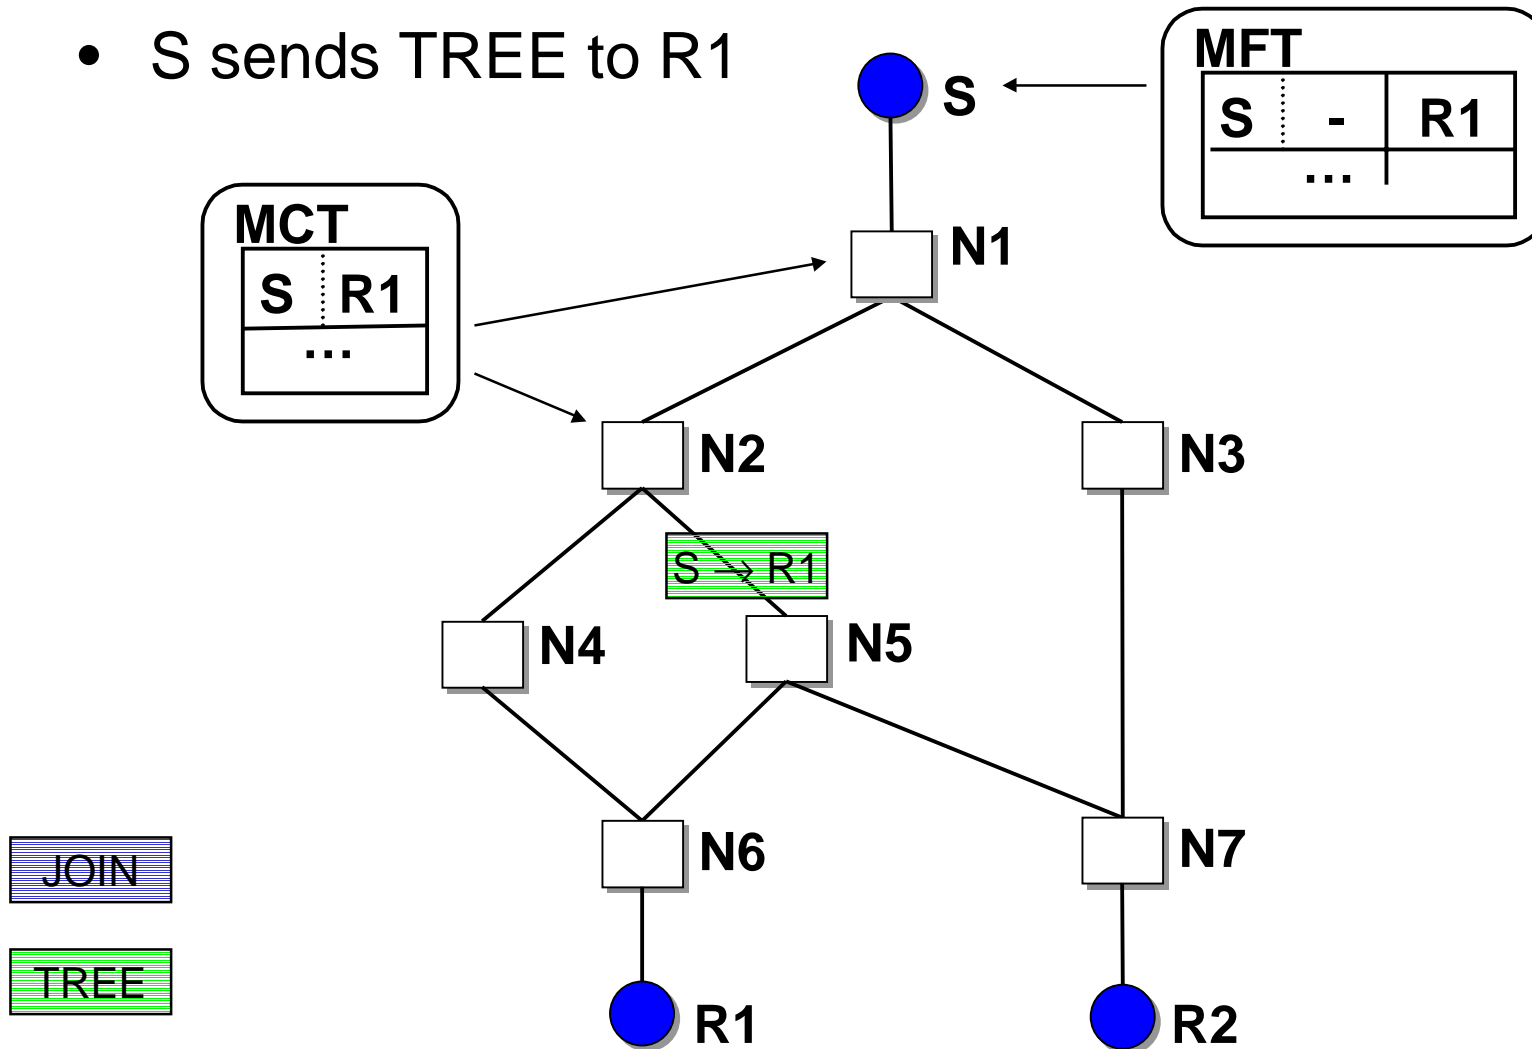 • S sends TREE to R1
S
MFT
S - R1
...
MCT
S R1
...
N1
N2
N3
S → R1
N4
N5
N6
N7
JOIN
TREE
R1
R2